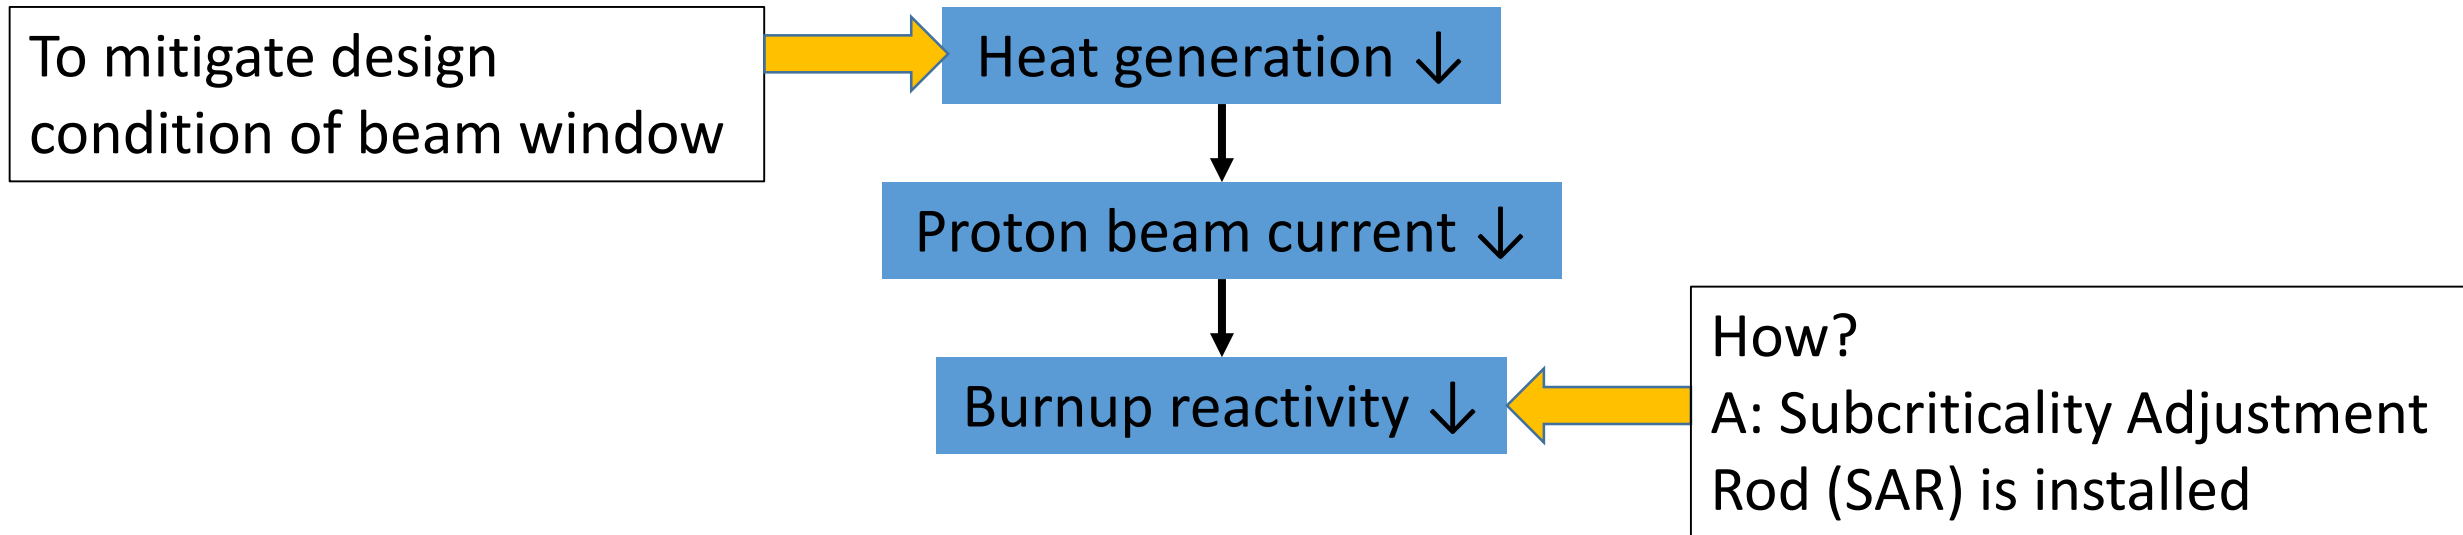 To mitigate design
condition of beam window
Heat generation ↓
Proton beam current ↓
Burnup reactivity ↓
How?
A: Subcriticality Adjustment
Rod (SAR) is installed